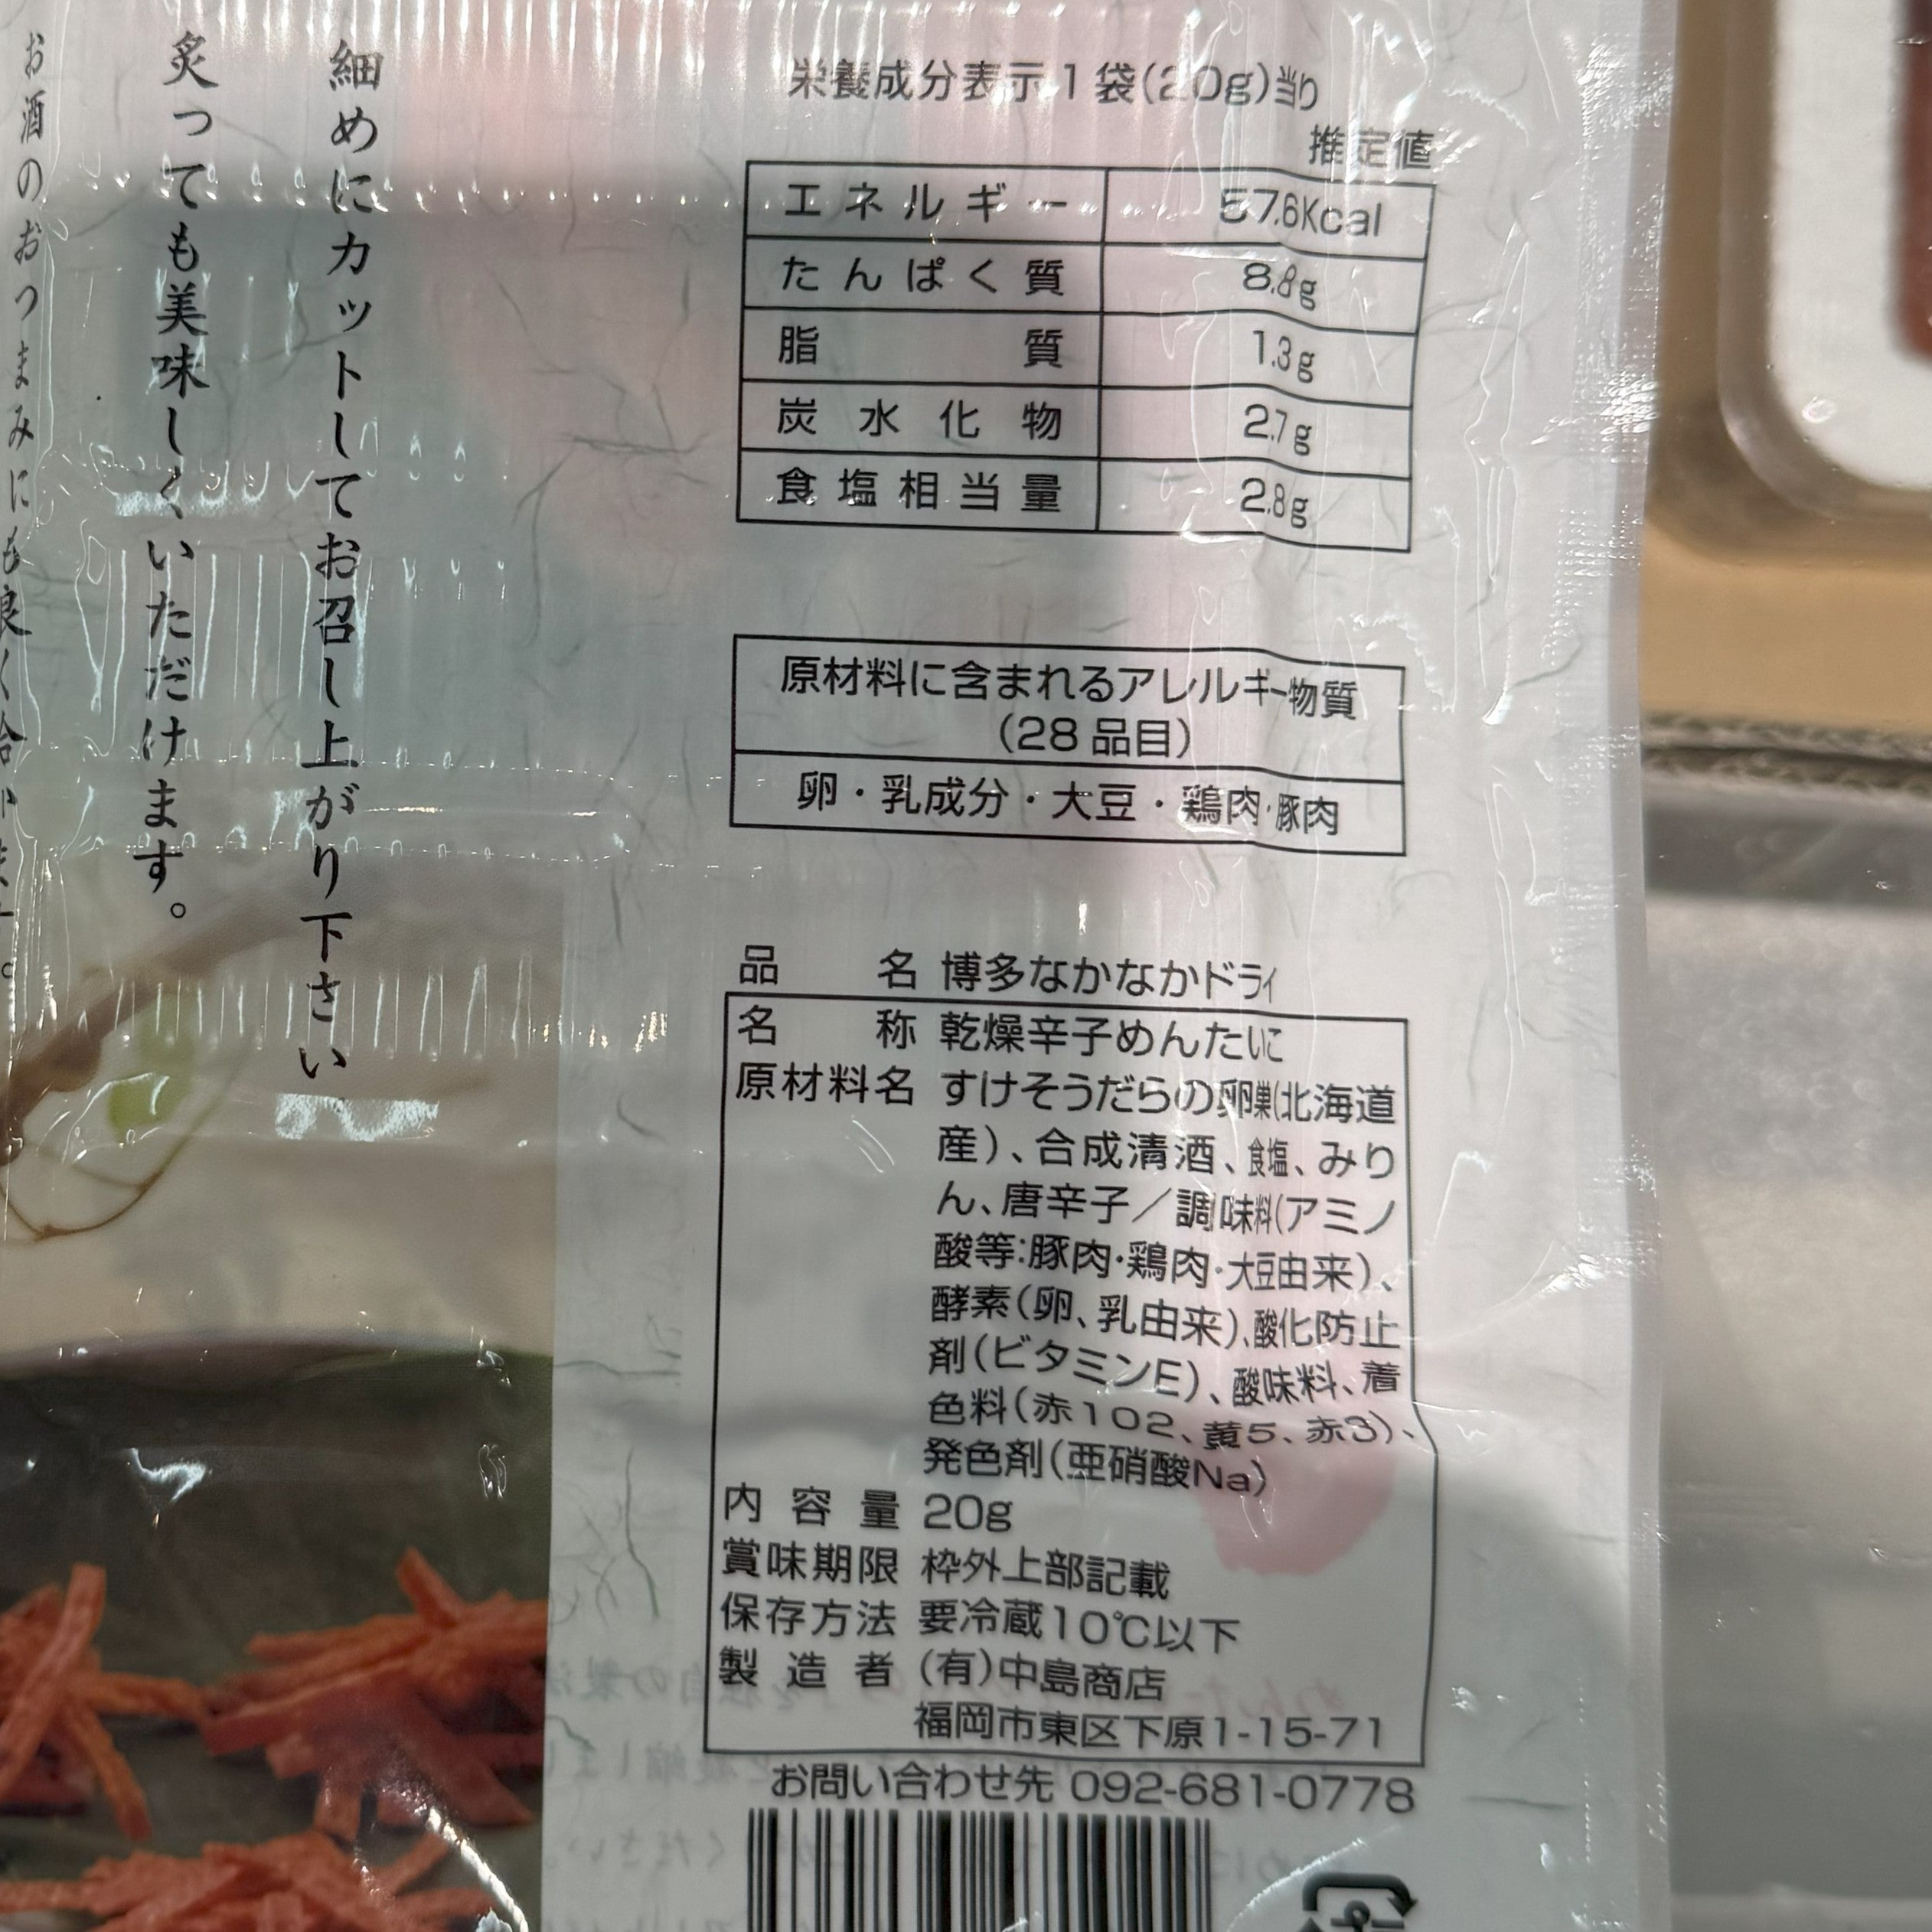 細めにカットしてお召し上がり下さい
炙っても美味しくいただけます。
お酒のおつまみにも良く
栄養成分表示1袋(20g)当り
推定値
エネルギー 57.6Kcal
たんぱく質 8.8g
脂質 1.3g
炭水化物 2.7g
食塩相当量 2.8g
原材料に含まれるアレルギー物質
(28品目)
卵・乳成分・大豆・鶏肉・豚肉
品名 博多なかなかドライ
名称 乾燥辛子めんたいこ
原材料名 すけそうだらの卵巣(北海道
産)、合成清酒、食塩、みり
ん、唐辛子／調味料(アミノ
酸等:豚肉・鶏肉・大豆由来)、
酵素(卵、乳由来)、酸化防止
剤(ビタミンE)、酸味料、着
色料(赤102、黄5、赤3)、
発色剤(亜硝酸Na)
内容量 20g
賞味期限 枠外上部記載
保存方法 要冷蔵10℃以下
製造者 (有)中島商店
福岡市東区下原1-15-71
お問い合わせ先 092-681-0778